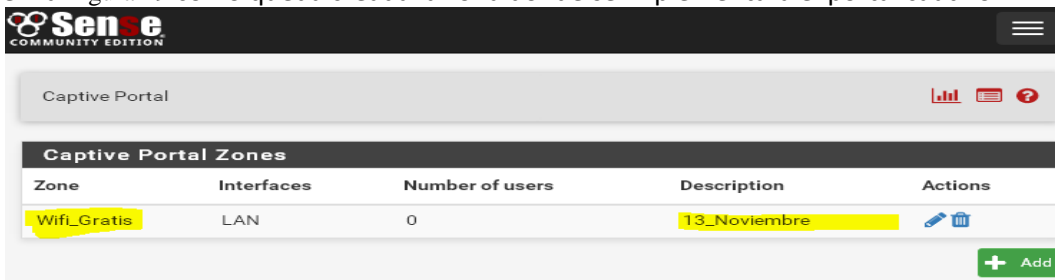 Sense
COMMUNITY EDITION
Captive Portal
Captive Portal Zones
Zone Interfaces Number of users Description Actions
Wifi_Gratis LAN 0 13_Noviembre
Add